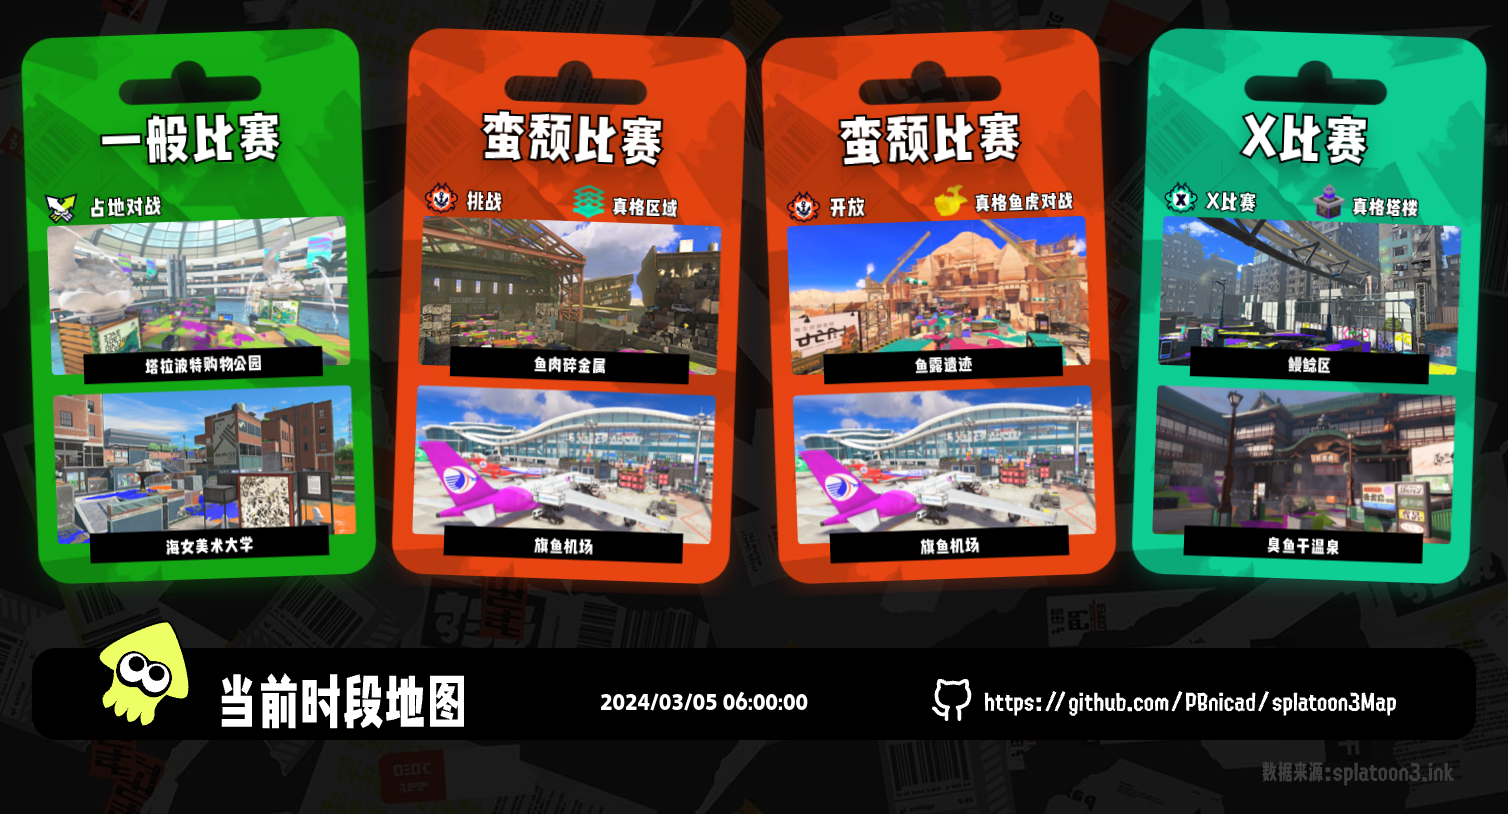 一般比赛
占地对战
塔拉波特购物公园
海女美术大学
蛮颓比赛
挑战
真格区域
鱼肉碎金属
旗鱼机场
蛮颓比赛
开放
真格鱼虎对战
鱼露遗迹
旗鱼机场
X比赛
X比赛
真格塔楼
鳗鲶区
臭鱼干温泉
当前时段地图
2024/03/05 06:00:00
https://github.com/PBnicad/splatoon3Map
数据来源:splatoon3.ink